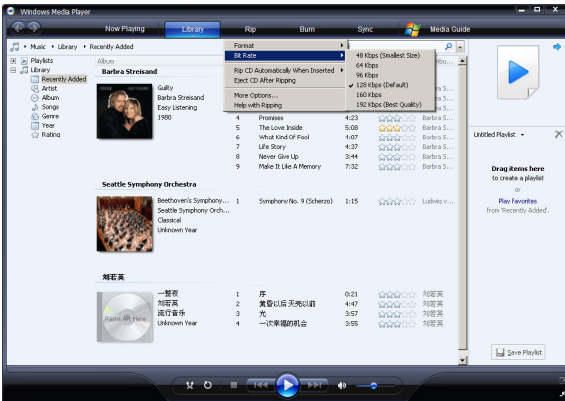 Windows Media Player
Now Playing Library Rip Burn Sync Media Guide
Music Library Recently Added
Format
Bit Rate
Rip CD Automatically When Inserted
Eject CD After Ripping
More Options...
Help with Ripping
48 Kbps (Smallest Size)
64 Kbps
96 Kbps
128 Kbps (Default)
160 Kbps
192 Kbps (Best Quality)
Playlists
Library
Recently Added
Artist
Album
Songs
Genre
Year
Rating
Album
Barbra Streisand
Guilty
Barbra Streisand
Easy Listening
1980
4 Promises 4:23 Barbra S...
5 The Love Inside 5:08 Barbra S...
6 What Kind Of Fool 4:07 Barbra S...
7 Life Story 4:37 Barbra S...
8 Never Give Up 3:44 Barbra S...
9 Make It Like A Memory 7:32 Barbra S...
Seattle Symphony Orchestra
Beethoven's Symphony... 1 Symphony No. 9 (Scherzo) 1:15 Ludwig v...
Seattle Symphony Orch...
Classical
Unknown Year
刘若英
一整夜 1 序 0:21 刘若英
刘若英 2 黄昏以后天亮以前 4:47 刘若英
流行音乐 3 光 3:57 刘若英
Unknown Year 4 一次幸福的机会 3:55 刘若英
Paste Art Here
Untitled Playlist
Drag items here
to create a playlist
or
Play favorites
from 'Recently Added'.
Save Playlist